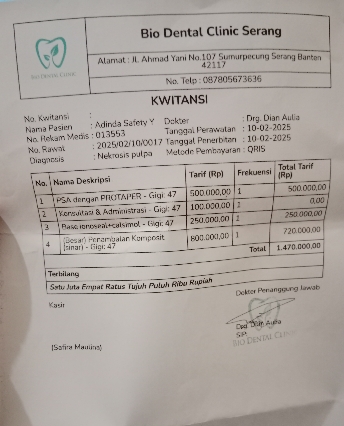 Bio Dental Clinic Serang
BIO DENTAL CLINIC
Alamat : Jl. Ahmad Yani No.107 Sumurpecung Serang Banten
42117
No. Telp : 087805673636
KWITANSI
No. Kwitansi :
Nama Pasien : Adinda Safety Y
No. Rekam Medis : 013553
No. Rawat : 2025/02/10/0017
Diagnosis : Nekrosis pulpa
Dokter : Drg. Dian Aulia
Tanggal Perawatan : 10-02-2025
Tanggal Penerbitan : 10-02-2025
Metode Pembayaran : QRIS
No. Nama Deskripsi Tarif (Rp) Frekuensi Total Tarif (Rp)
1 PSA dengan PROTAPER - Gigi: 47 500.000,00 1 500.000,00
2 Konsultasi & Administrasi - Gigi: 47 100.000,00 1 0,00
3 Base ionoseal+calsimol - Gigi: 47 250.000,00 1 250.000,00
4 (Besar) Penambalan Komposit (sinar) - Gigi: 47 800.000,00 1 720.000,00
Total 1.470.000,00
Terbilang
Satu Juta Empat Ratus Tujuh Puluh Ribu Rupiah
Kasir
(Safira Maulina)
Dokter Penanggung Jawab
Drg. Dian Aulia
SIP:
BIO DENTAL CLINIC